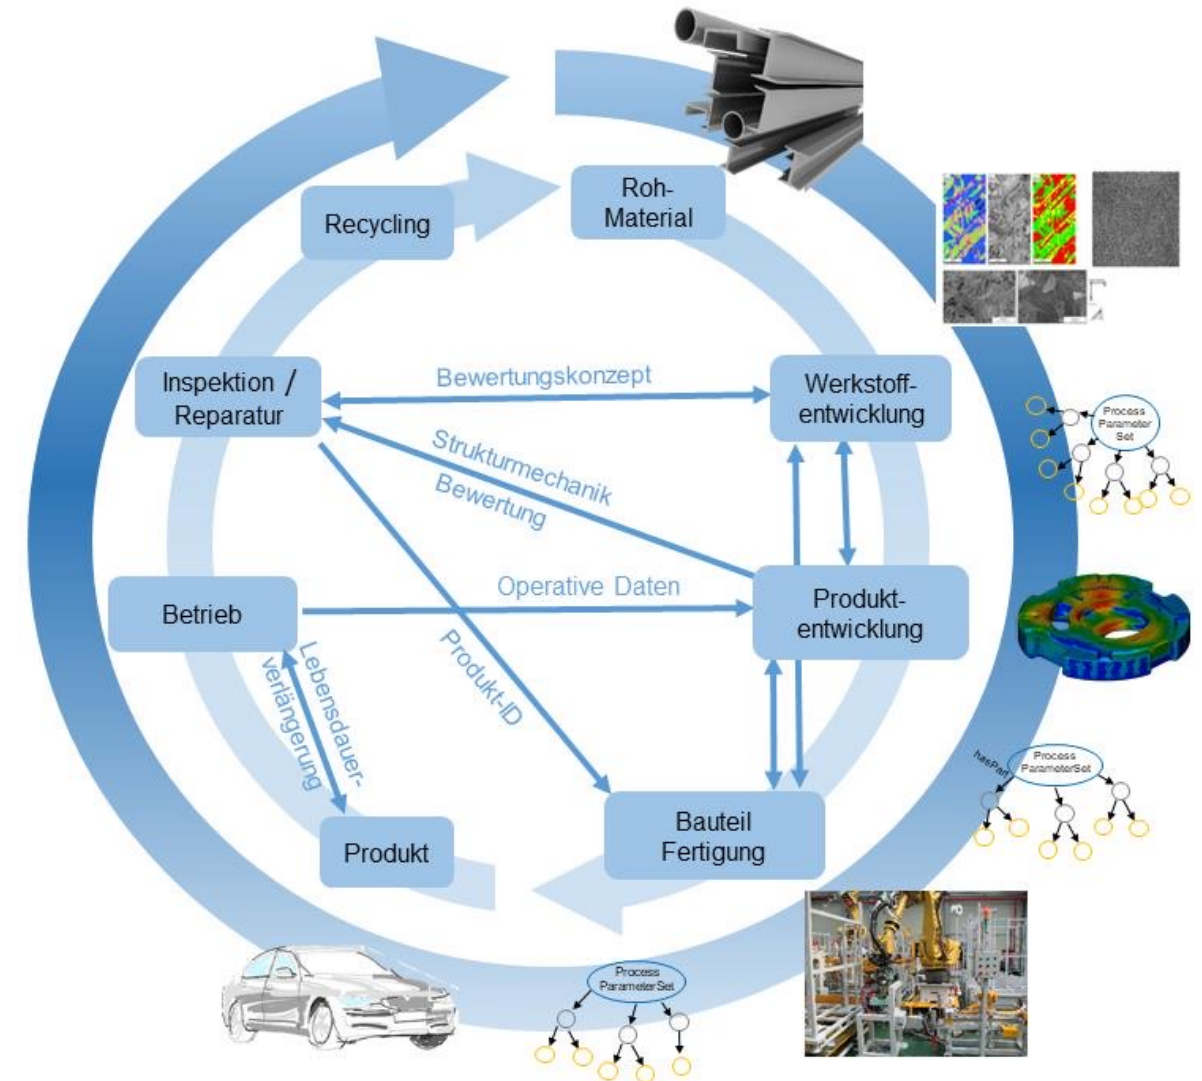 Roh-
Material
Recycling
Inspektion /
Reparatur
Bewertungskonzept
Werkstoff-
entwicklung
Process
Parameter
Set
Strukturmechanik
Bewertung
Betrieb
Operative Daten
Produkt-
entwicklung
Lebensdauer-
verlängerung
Produkt-ID
hasPart
Process
ParameterSet
Produkt
Bauteil
Fertigung
Process
ParameterSet